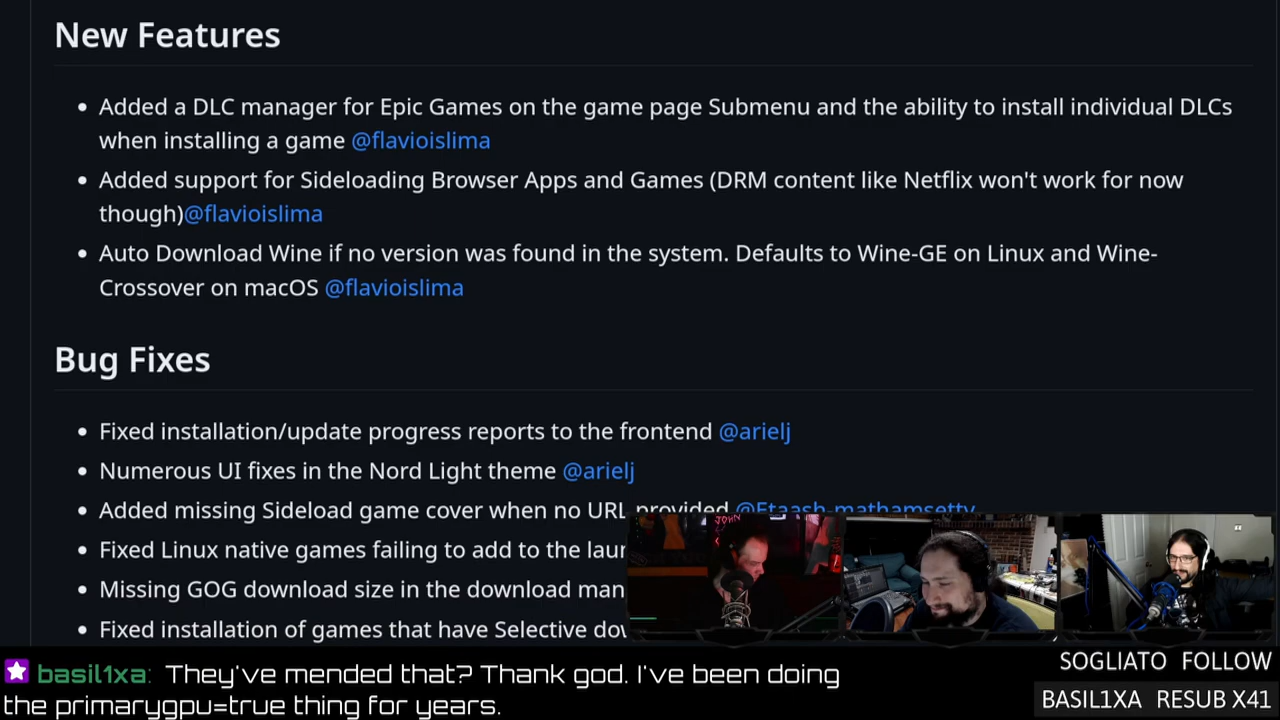 New Features
Added a DLC manager for Epic Games on the game page Submenu and the ability to install individual DLCs
when installing a game @flavioislima
Added support for Sideloading Browser Apps and Games (DRM content like Netflix won't work for now
though)@flavioislima
Auto Download Wine if no version was found in the system. Defaults to Wine-GE on Linux and Wine-
Crossover on macOS @flavioislima
Bug Fixes
Fixed installation/update progress reports to the frontend @arielj
Numerous UI fixes in the Nord Light theme @arielj
Added missing Sideload game cover when no URL provided @Etaash-mathamsetty
Fixed Linux native games failing to add to the
Missing GOG download size in the download
Fixed installation of games that have Selective
JOHN
basil1xa: They've mended that? Thank god. I've been doing
the primarygpu=true thing for years.
SOGLIATO FOLLOW
BASIL1XA RESUB X41